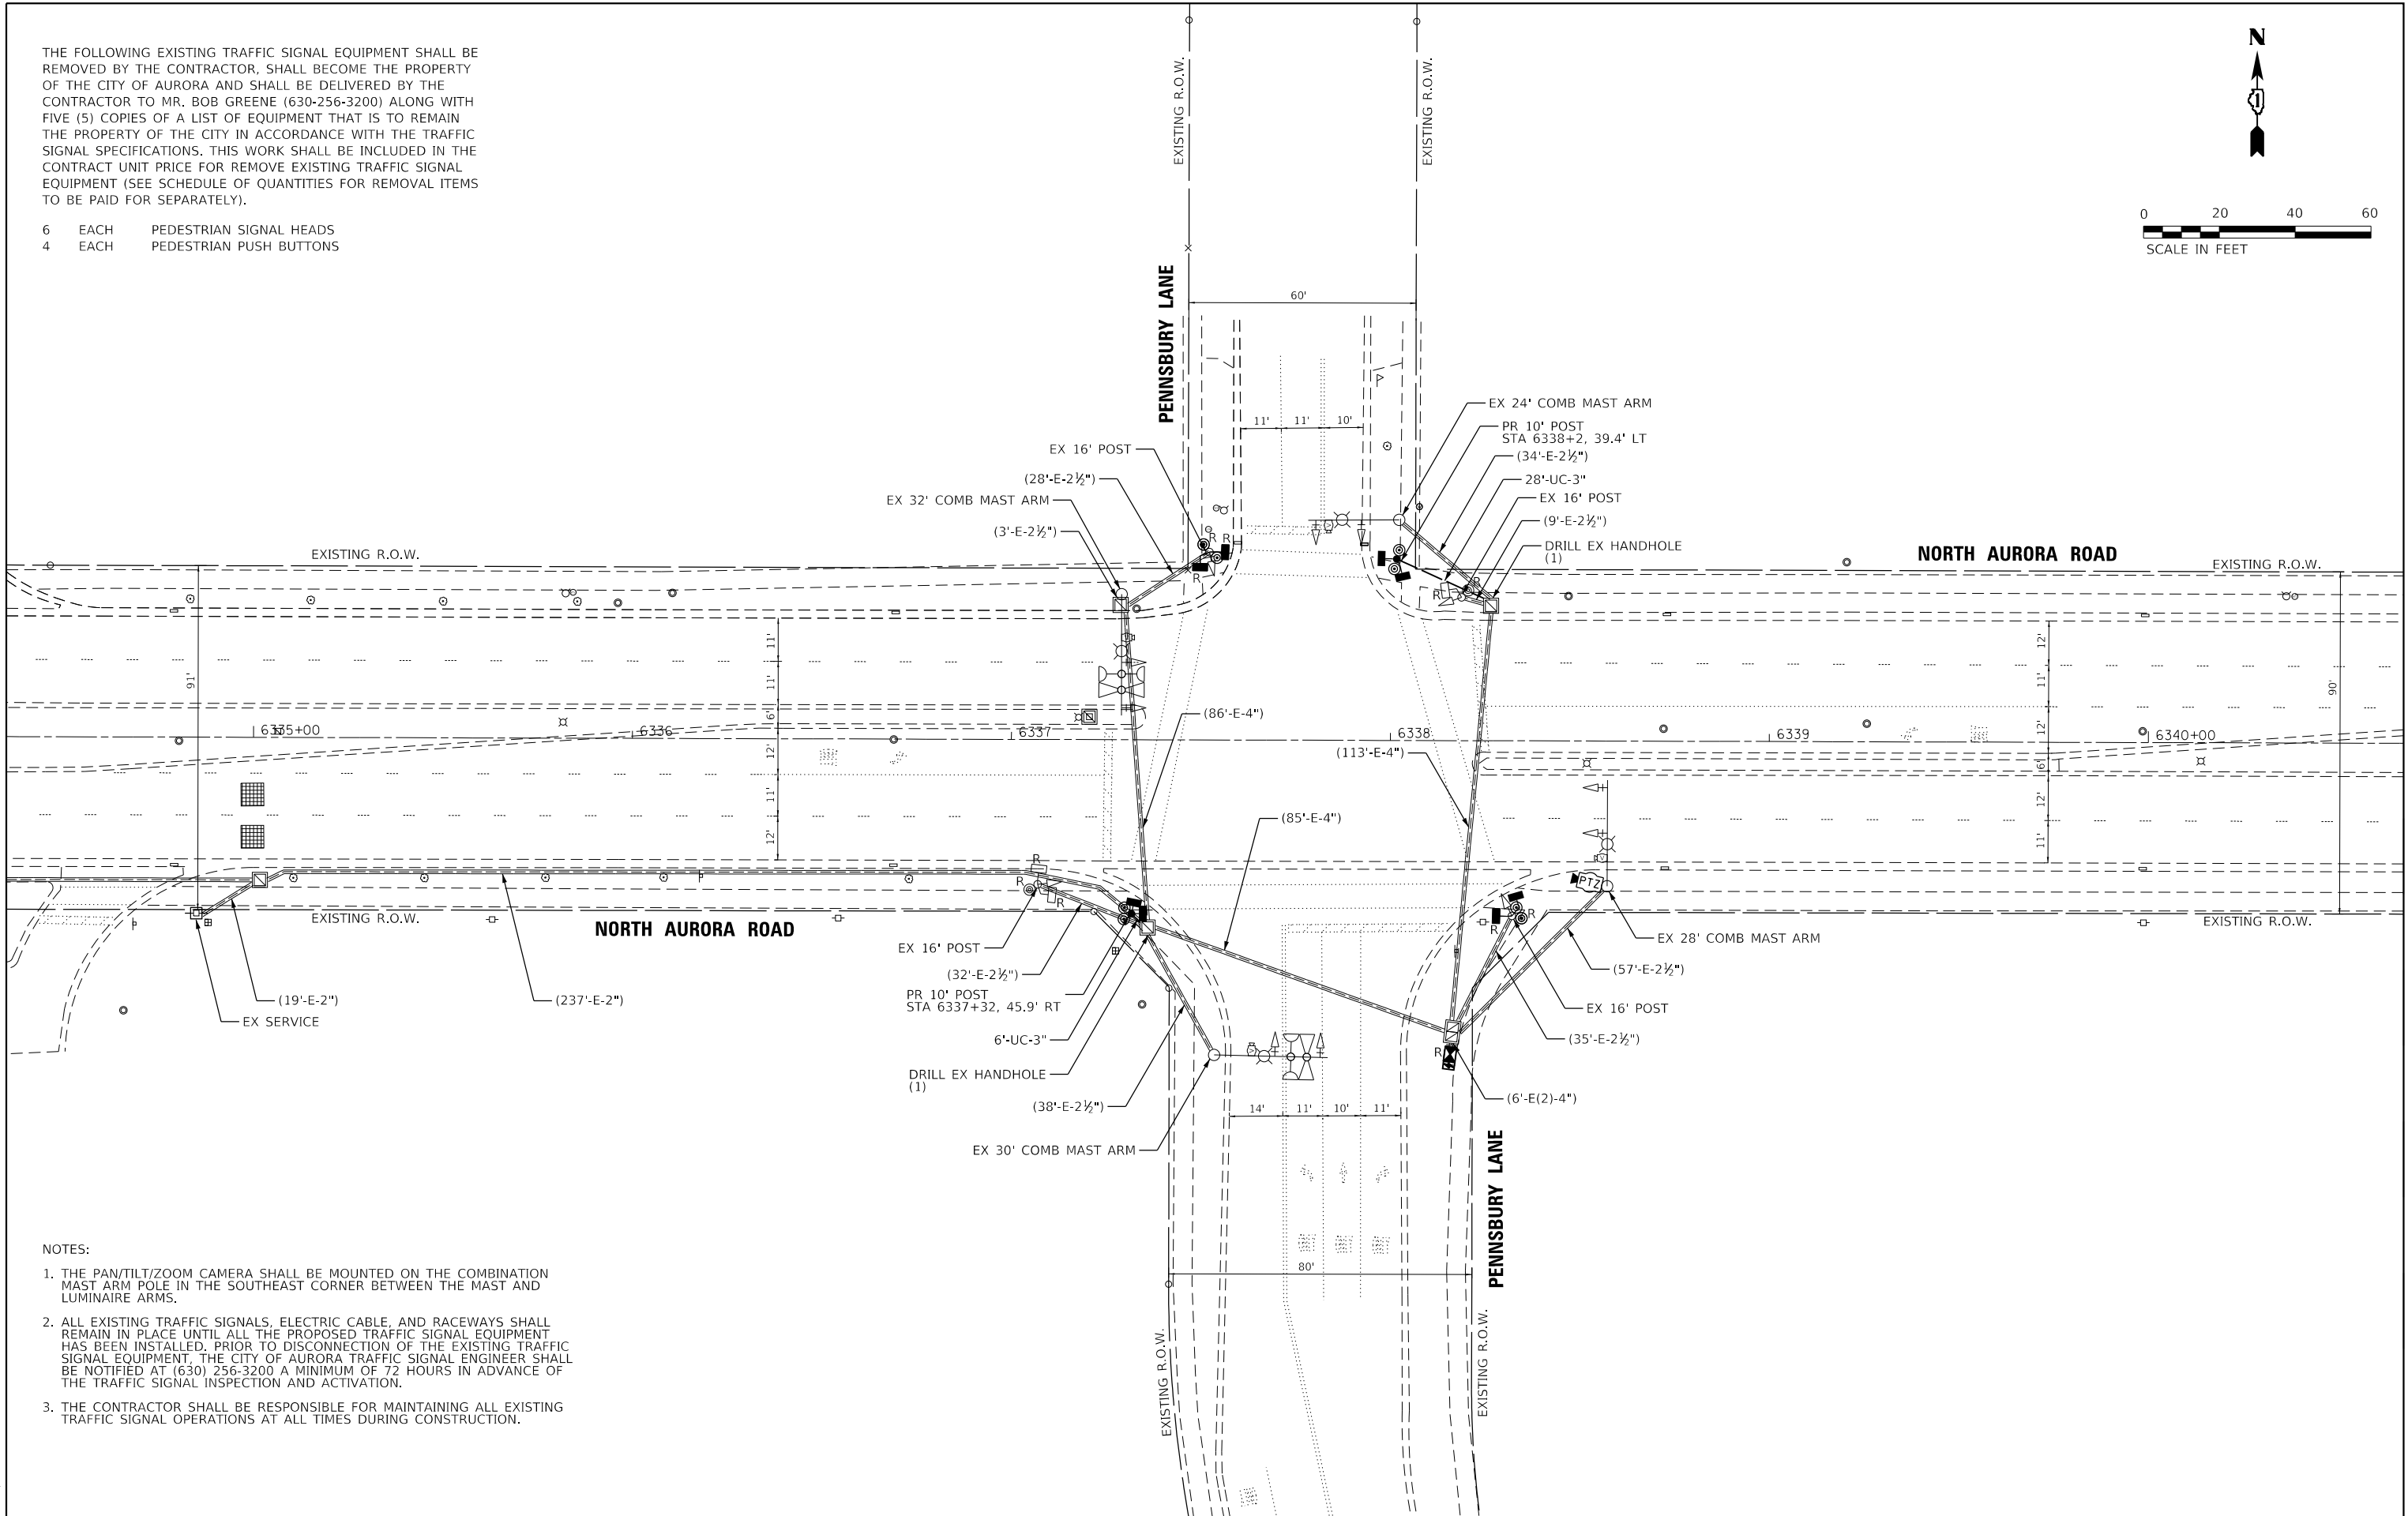 THE FOLLOWING EXISTING TRAFFIC SIGNAL EQUIPMENT SHALL BE
REMOVED BY THE CONTRACTOR, SHALL BECOME THE PROPERTY
OF THE CITY OF AURORA AND SHALL BE DELIVERED BY THE
CONTRACTOR TO MR. BOB GREENE (630-256-3200) ALONG WITH
FIVE (5) COPIES OF A LIST OF EQUIPMENT THAT IS TO REMAIN
THE PROPERTY OF THE CITY IN ACCORDANCE WITH THE TRAFFIC
SIGNAL SPECIFICATIONS. THIS WORK SHALL BE INCLUDED IN THE
CONTRACT UNIT PRICE FOR REMOVE EXISTING TRAFFIC SIGNAL
EQUIPMENT (SEE SCHEDULE OF QUANTITIES FOR REMOVAL ITEMS
TO BE PAID FOR SEPARATELY).
6 EACH PEDESTRIAN SIGNAL HEADS
4 EACH PEDESTRIAN PUSH BUTTONS
N
1
0 20 40 60
SCALE IN FEET
EXISTING R.O.W.
EXISTING R.O.W.
PENNSBURY LANE
60'
11' 11' 10'
EX 24' COMB MAST ARM
PR 10' POST
STA 6338+2, 39.4' LT
(34'-E-2½")
28'-UC-3"
EX 16' POST
(9'-E-2½")
DRILL EX HANDHOLE
(1)
EX 16' POST
(28'-E-2½")
EX 32' COMB MAST ARM
(3'-E-2½")
R
R
R
R
R
EXISTING R.O.W.
NORTH AURORA ROAD
EXISTING R.O.W.
91'
11'
11'
6'
12'
11'
12'
12'
11'
12'
6'
12'
11'
90'
6335+00
6336
6337
6338
6339
6340+00
(86'-E-4")
(113'-E-4")
(85'-E-4")
R
R
R
PTZ
R
R
EXISTING R.O.W.
NORTH AURORA ROAD
EXISTING R.O.W.
(19'-E-2")
EX SERVICE
(237'-E-2")
EX 16' POST
(32'-E-2½")
PR 10' POST
STA 6337+32, 45.9' RT
6'-UC-3"
DRILL EX HANDHOLE
(1)
(38'-E-2½")
EX 30' COMB MAST ARM
EX 28' COMB MAST ARM
(57'-E-2½")
EX 16' POST
(35'-E-2½")
R
(6'-E(2)-4")
14' 11' 10' 11'
PENNSBURY LANE
80'
EXISTING R.O.W.
EXISTING R.O.W.
NOTES:
1. THE PAN/TILT/ZOOM CAMERA SHALL BE MOUNTED ON THE COMBINATION
MAST ARM POLE IN THE SOUTHEAST CORNER BETWEEN THE MAST AND
LUMINAIRE ARMS.
2. ALL EXISTING TRAFFIC SIGNALS, ELECTRIC CABLE, AND RACEWAYS SHALL
REMAIN IN PLACE UNTIL ALL THE PROPOSED TRAFFIC SIGNAL EQUIPMENT
HAS BEEN INSTALLED. PRIOR TO DISCONNECTION OF THE EXISTING TRAFFIC
SIGNAL EQUIPMENT, THE CITY OF AURORA TRAFFIC SIGNAL ENGINEER SHALL
BE NOTIFIED AT (630) 256-3200 A MINIMUM OF 72 HOURS IN ADVANCE OF
THE TRAFFIC SIGNAL INSPECTION AND ACTIVATION.
3. THE CONTRACTOR SHALL BE RESPONSIBLE FOR MAINTAINING ALL EXISTING
TRAFFIC SIGNAL OPERATIONS AT ALL TIMES DURING CONSTRUCTION.